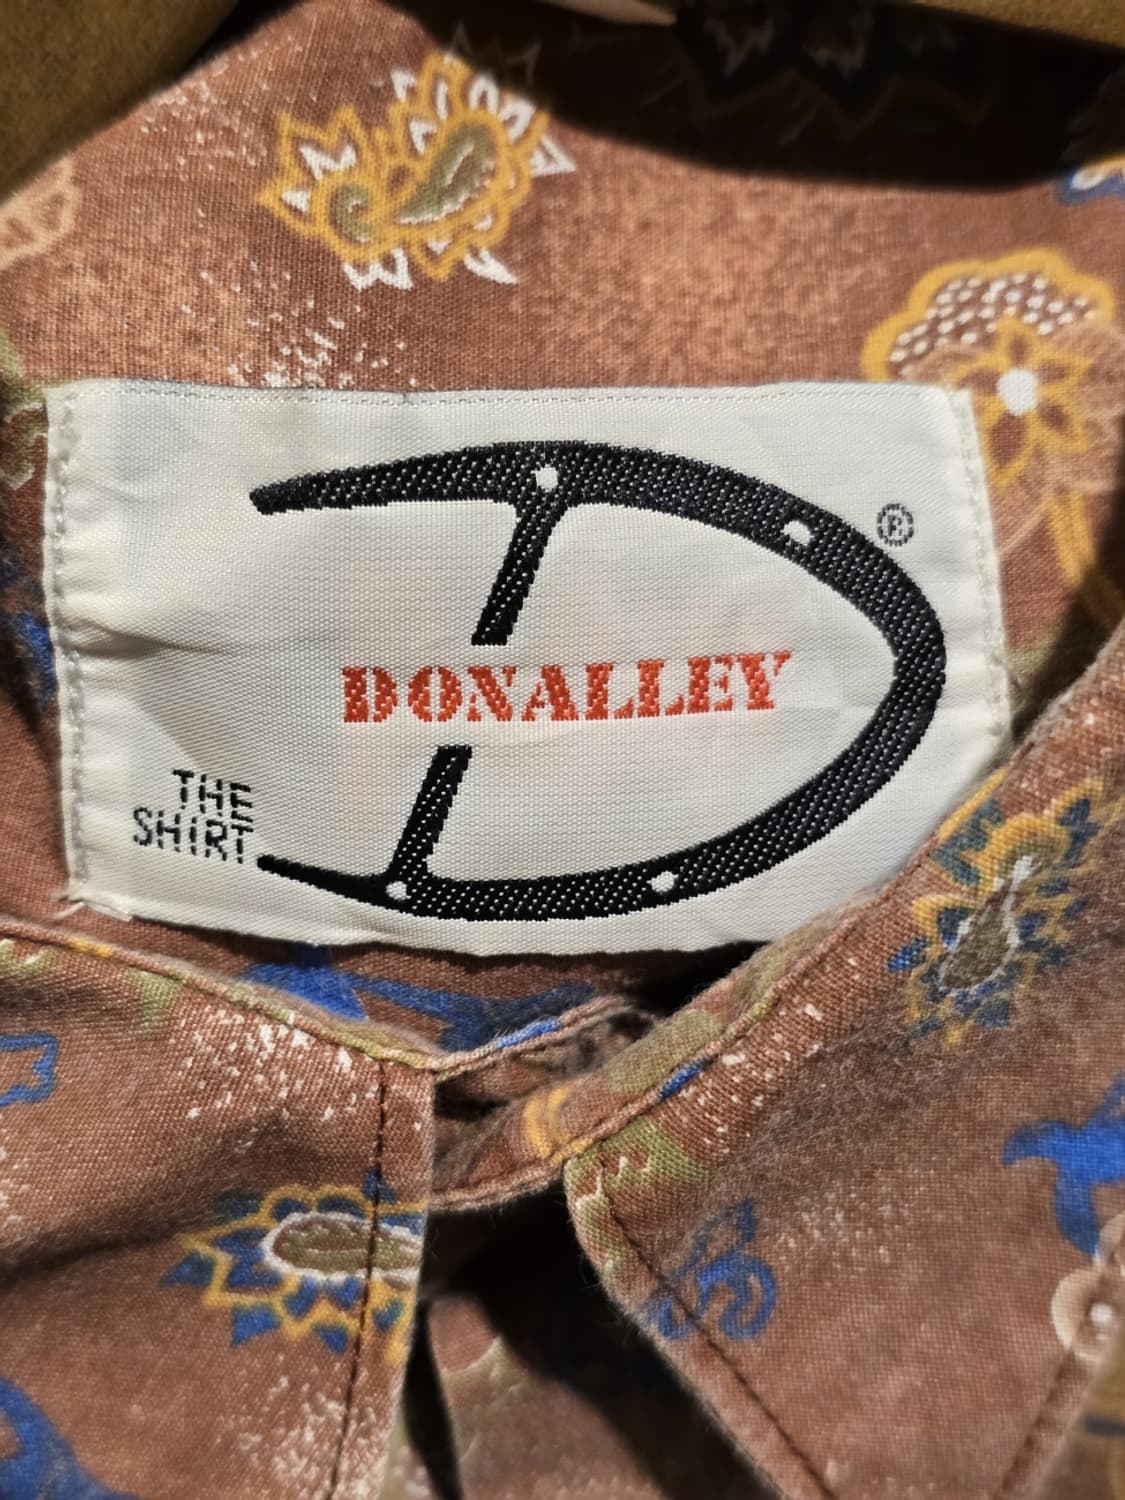 ®
DONALLEY
THE
SHIRT